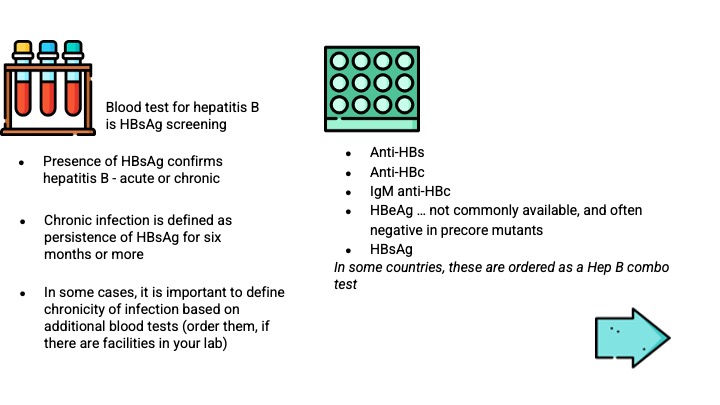 Blood test for hepatitis B
is HBsAg screening
● Presence of HBsAg confirms
hepatitis B - acute or chronic
● Chronic infection is defined as
persistence of HBsAg for six
months or more
● In some cases, it is important to define
chronicity of infection based on
additional blood tests (order them, if
there are facilities in your lab)
● Anti-HBs
● Anti-HBc
● IgM anti-HBc
● HBeAg ... not commonly available, and often
negative in precore mutants
● HBsAg
In some countries, these are ordered as a Hep B combo
test